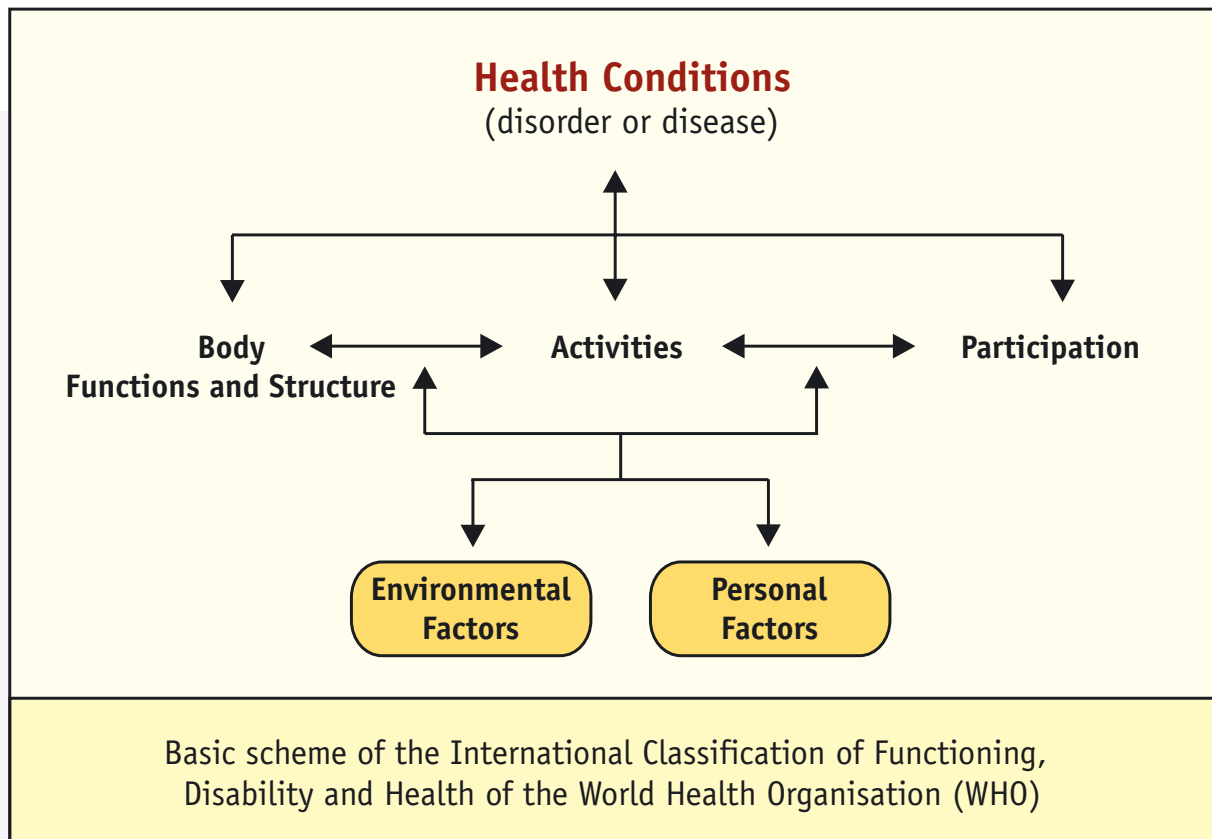 Health Conditions
(disorder or disease)
Body
Functions and Structure
Activities
Participation
Environmental
Factors
Personal
Factors
Basic scheme of the International Classification of Functioning,
Disability and Health of the World Health Organisation (WHO)